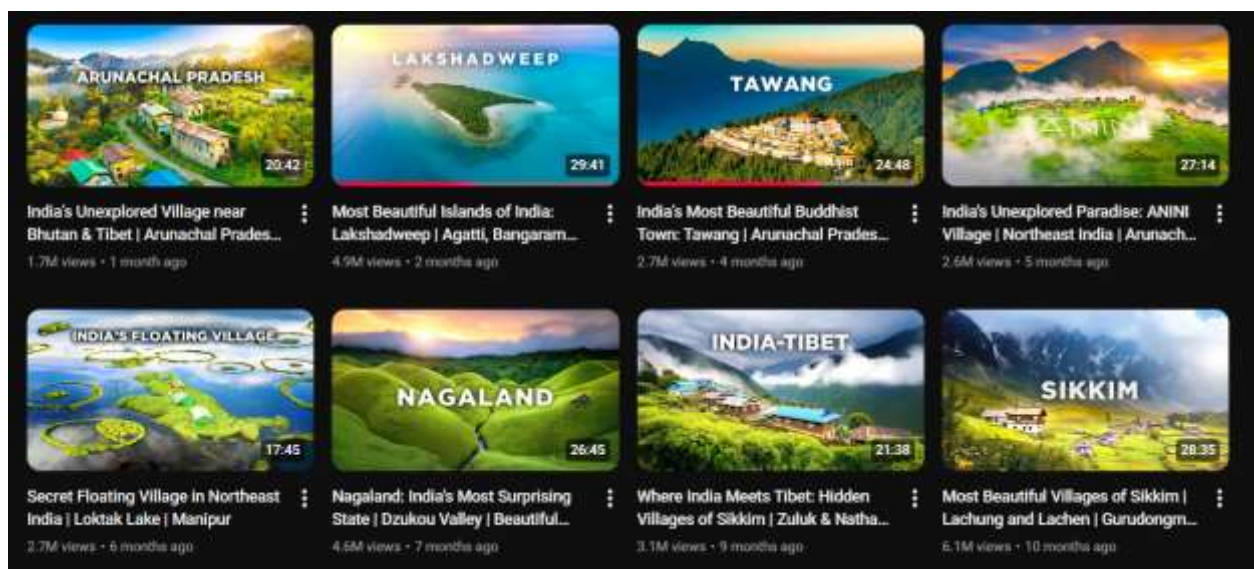 ARUNACHAL PRADESH
20:42
India's Unexplored Village near
Bhutan & Tibet | Arunachal Prades...
1.7M views • 1 month ago
LAKSHADWEEP
29:41
Most Beautiful Islands of India:
Lakshadweep | Agatti, Bangaram...
4.9M views • 2 months ago
TAWANG
24:48
India's Most Beautiful Buddhist
Town: Tawang | Arunachal Prades...
2.7M views • 4 months ago
ANINI
27:14
India's Unexplored Paradise: ANINI
Village | Northeast India | Arunach...
2.6M views • 5 months ago
INDIA'S FLOATING VILLAGE
17:45
Secret Floating Village in Northeast
India | Loktak Lake | Manipur
2.7M views • 6 months ago
NAGALAND
26:45
Nagaland: India's Most Surprising
State | Dzukou Valley | Beautiful...
4.6M views • 7 months ago
INDIA-TIBET
21:38
Where India Meets Tibet: Hidden
Villages of Sikkim | Zuluk & Natha...
3.1M views • 9 months ago
SIKKIM
28:35
Most Beautiful Villages of Sikkim |
Lachung and Lachen | Gurudongm...
6.1M views • 10 months ago